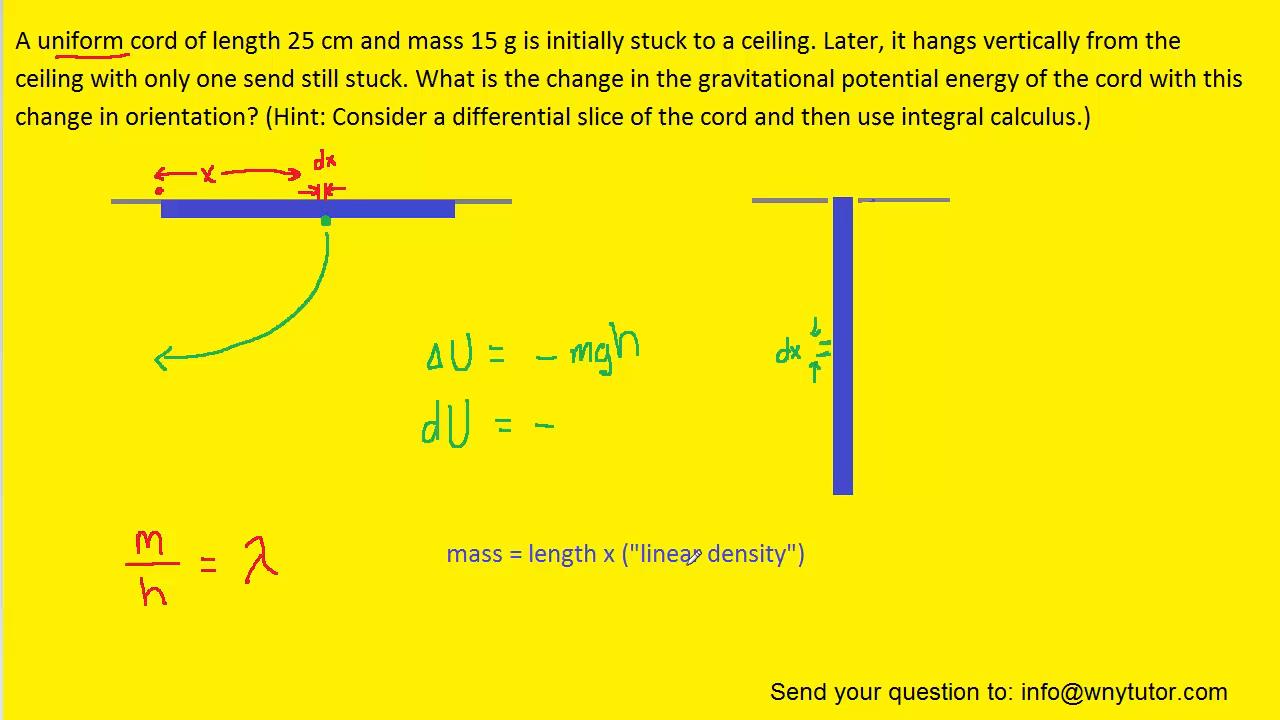 A uniform cord of length 25 cm and mass 15 g is initially stuck to a ceiling. Later, it hangs vertically from the
ceiling with only one send still stuck. What is the change in the gravitational potential energy of the cord with this
change in orientation? (Hint: Consider a differential slice of the cord and then use integral calculus.)
x dx
ΔU = - mgh
dx
dU = -
m/h = λ
mass = length x ("linear density")
Send your question to: info@wnytutor.com